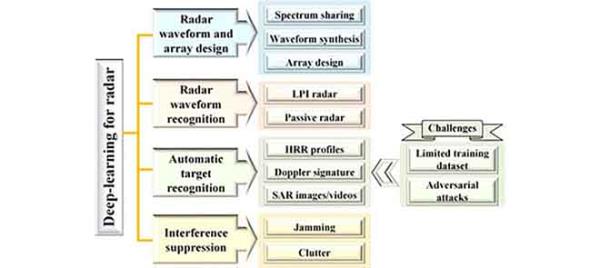 Deep-learning for radar
Radar
waveform and
array design
Spectrum sharing
Waveform synthesis
Array design
Radar
waveform
recognition
LPI radar
Passive radar
Automatic
target
recognition
HRR profiles
Doppler signature
SAR images/videos
Challenges
Limited training
dataset
Adversarial
attacks
Interference
suppression
Jamming
Clutter